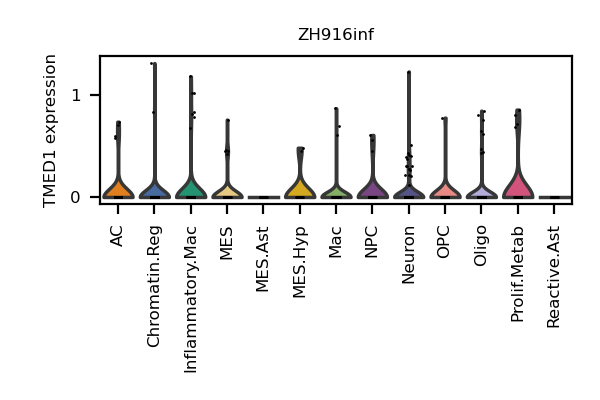 ZH916inf
TMED1 expression
1
0
AC
Chromatin.Reg
Inflammatory.Mac
MES
MES.Ast
MES.Hyp
Mac
NPC
Neuron
OPC
Oligo
Prolif.Metab
Reactive.Ast